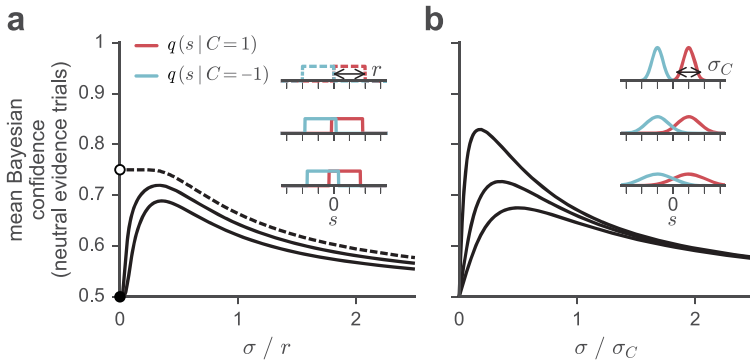 a
mean Bayesian
confidence
(neutral evidence trials)
1
0.9
0.8
0.7
0.6
0.5
0
1
2
σ / r
q(s | C=1)
q(s | C=−1)
r
0
s
b
0
1
2
σ / σ_C
σ_C
0
s